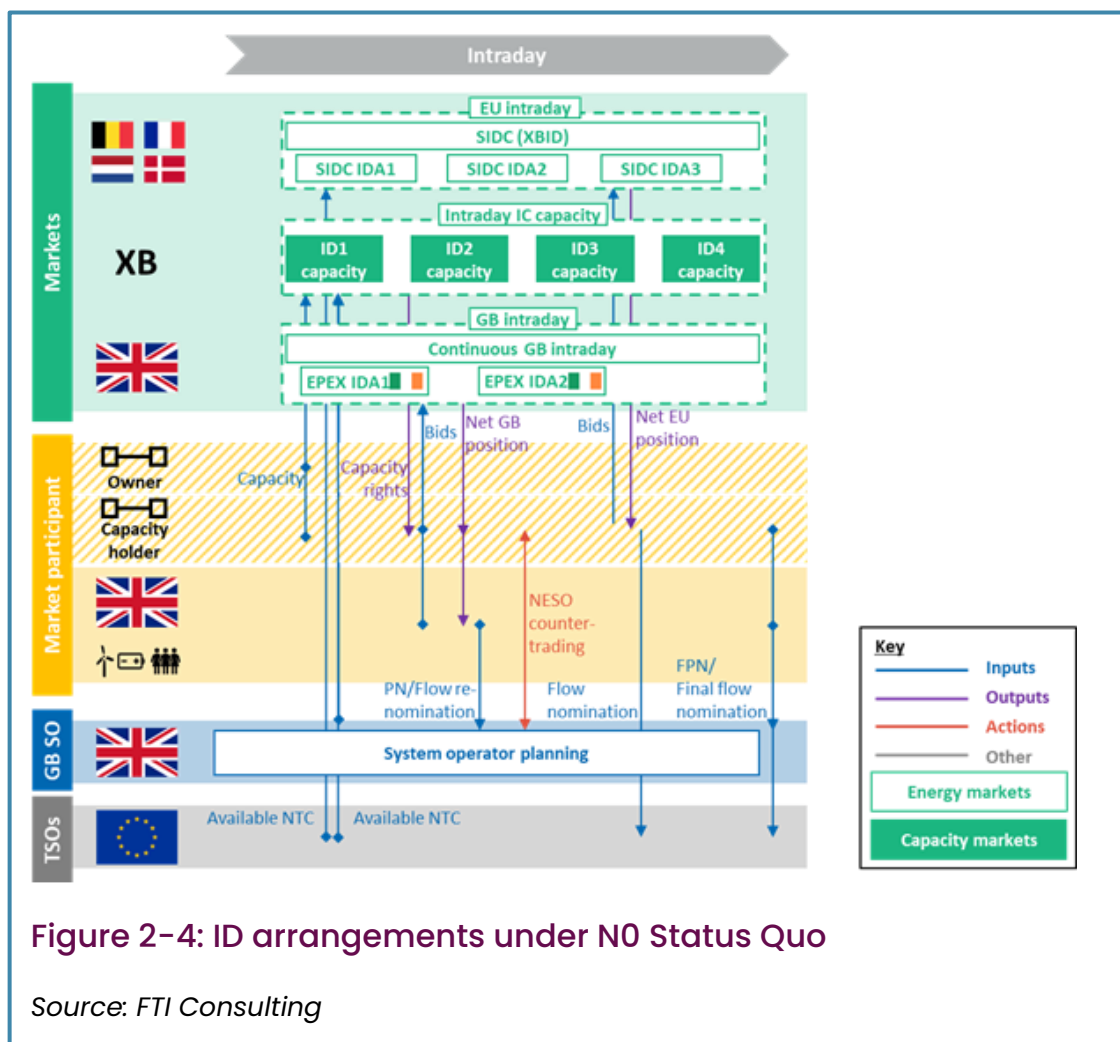 Intraday
Markets
EU intraday
SIDC (XBID)
SIDC IDA1
SIDC IDA2
SIDC IDA3
Intraday IC capacity
XB
ID1
capacity
ID2
capacity
ID3
capacity
ID4
capacity
GB intraday
Continuous GB intraday
EPEX IDA1
EPEX IDA2
Market participant
Owner
Capacity
holder
Capacity
Capacity
rights
Bids
Net GB
position
Bids
Net EU
position
NESO
counter-
trading
PN/Flow re-
nomination
Flow
nomination
FPN/
Final flow
nomination
GB SO
System operator planning
TSOs
Available NTC
Available NTC
Key
Inputs
Outputs
Actions
Other
Energy markets
Capacity markets
Figure 2-4: ID arrangements under N0 Status Quo
Source: FTI Consulting